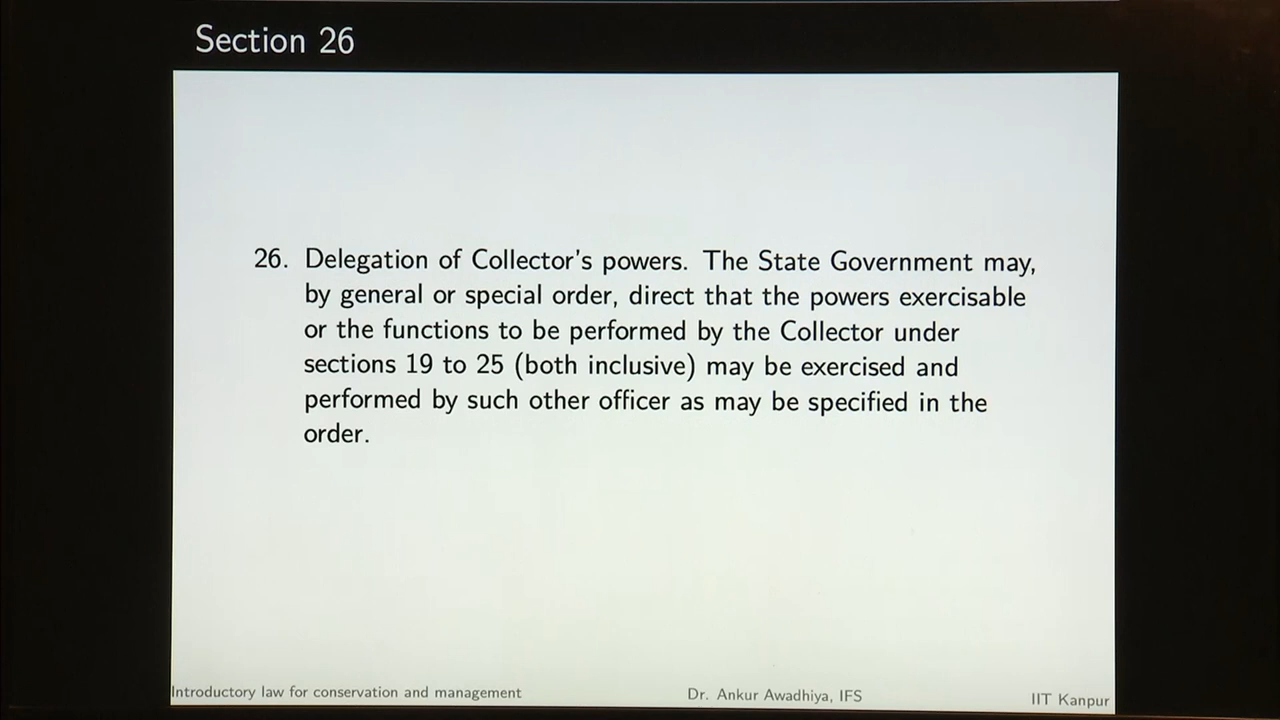 Section 26
26. Delegation of Collector's powers. The State Government may,
by general or special order, direct that the powers exercisable
or the functions to be performed by the Collector under
sections 19 to 25 (both inclusive) may be exercised and
performed by such other officer as may be specified in the
order.
Introductory law for conservation and management Dr. Ankur Awadhiya, IFS IIT Kanpur